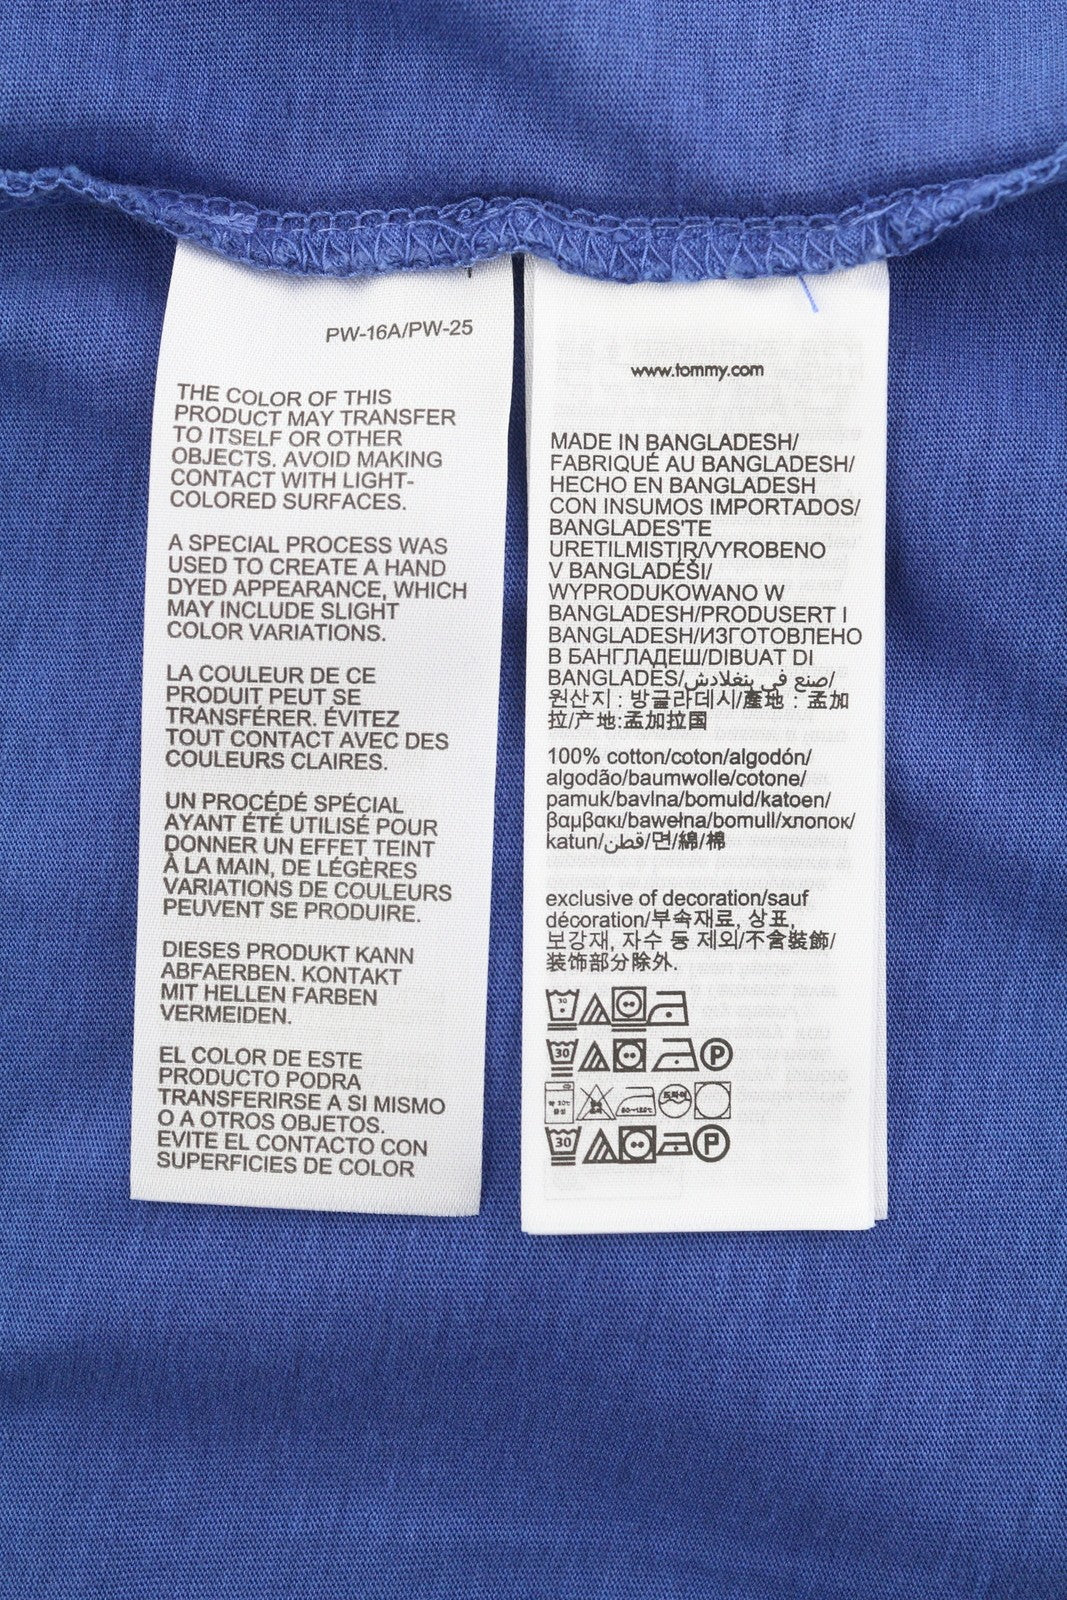 PW-16A/PW-25
THE COLOR OF THIS
PRODUCT MAY TRANSFER
TO ITSELF OR OTHER
OBJECTS. AVOID MAKING
CONTACT WITH LIGHT-
COLORED SURFACES.
A SPECIAL PROCESS WAS
USED TO CREATE A HAND
DYED APPEARANCE, WHICH
MAY INCLUDE SLIGHT
COLOR VARIATIONS.
LA COULEUR DE CE
PRODUIT PEUT SE
TRANSFÉRER. ÉVITEZ
TOUT CONTACT AVEC DES
COULEURS CLAIRES.
UN PROCÉDÉ SPÉCIAL
AYANT ÉTÉ UTILISÉ POUR
DONNER UN EFFET TEINT
À LA MAIN, DE LÉGÈRES
VARIATIONS DE COULEURS
PEUVENT SE PRODUIRE.
DIESES PRODUKT KANN
ABFAERBEN. KONTAKT
MIT HELLEN FARBEN
VERMEIDEN.
EL COLOR DE ESTE
PRODUCTO PODRA
TRANSFERIRSE A SI MISMO
O A OTROS OBJETOS.
EVITE EL CONTACTO CON
SUPERFICIES DE COLOR
www.tommy.com
MADE IN BANGLADESH/
FABRIQUÉ AU BANGLADESH/
HECHO EN BANGLADESH
CON INSUMOS IMPORTADOS/
BANGLADES'TE
URETILMISTIR/VYROBENO
V BANGLADÉŠI/
WYPRODUKOWANO W
BANGLADESH/PRODUSERT I
BANGLADESH/ИЗГОТОВЛЕНО
В БАНГЛАДЕШ/DIBUAT DI
BANGLADES/صنع في بنغلادش/
원산지 : 방글라데시/產地 : 孟加
拉/产地:孟加拉国
100% cotton/coton/algodón/
algodão/baumwolle/cotone/
pamuk/bavlna/bomuld/katoen/
βαμβακι/bawełna/bomull/хлопок/
katun/قطن/면/綿/棉
exclusive of decoration/sauf
décoration/부속재료, 상표,
보강재, 자수 등 제외/不含裝飾/
装饰部分除外.
30
30 P
80~120℃ 드라이
30 P